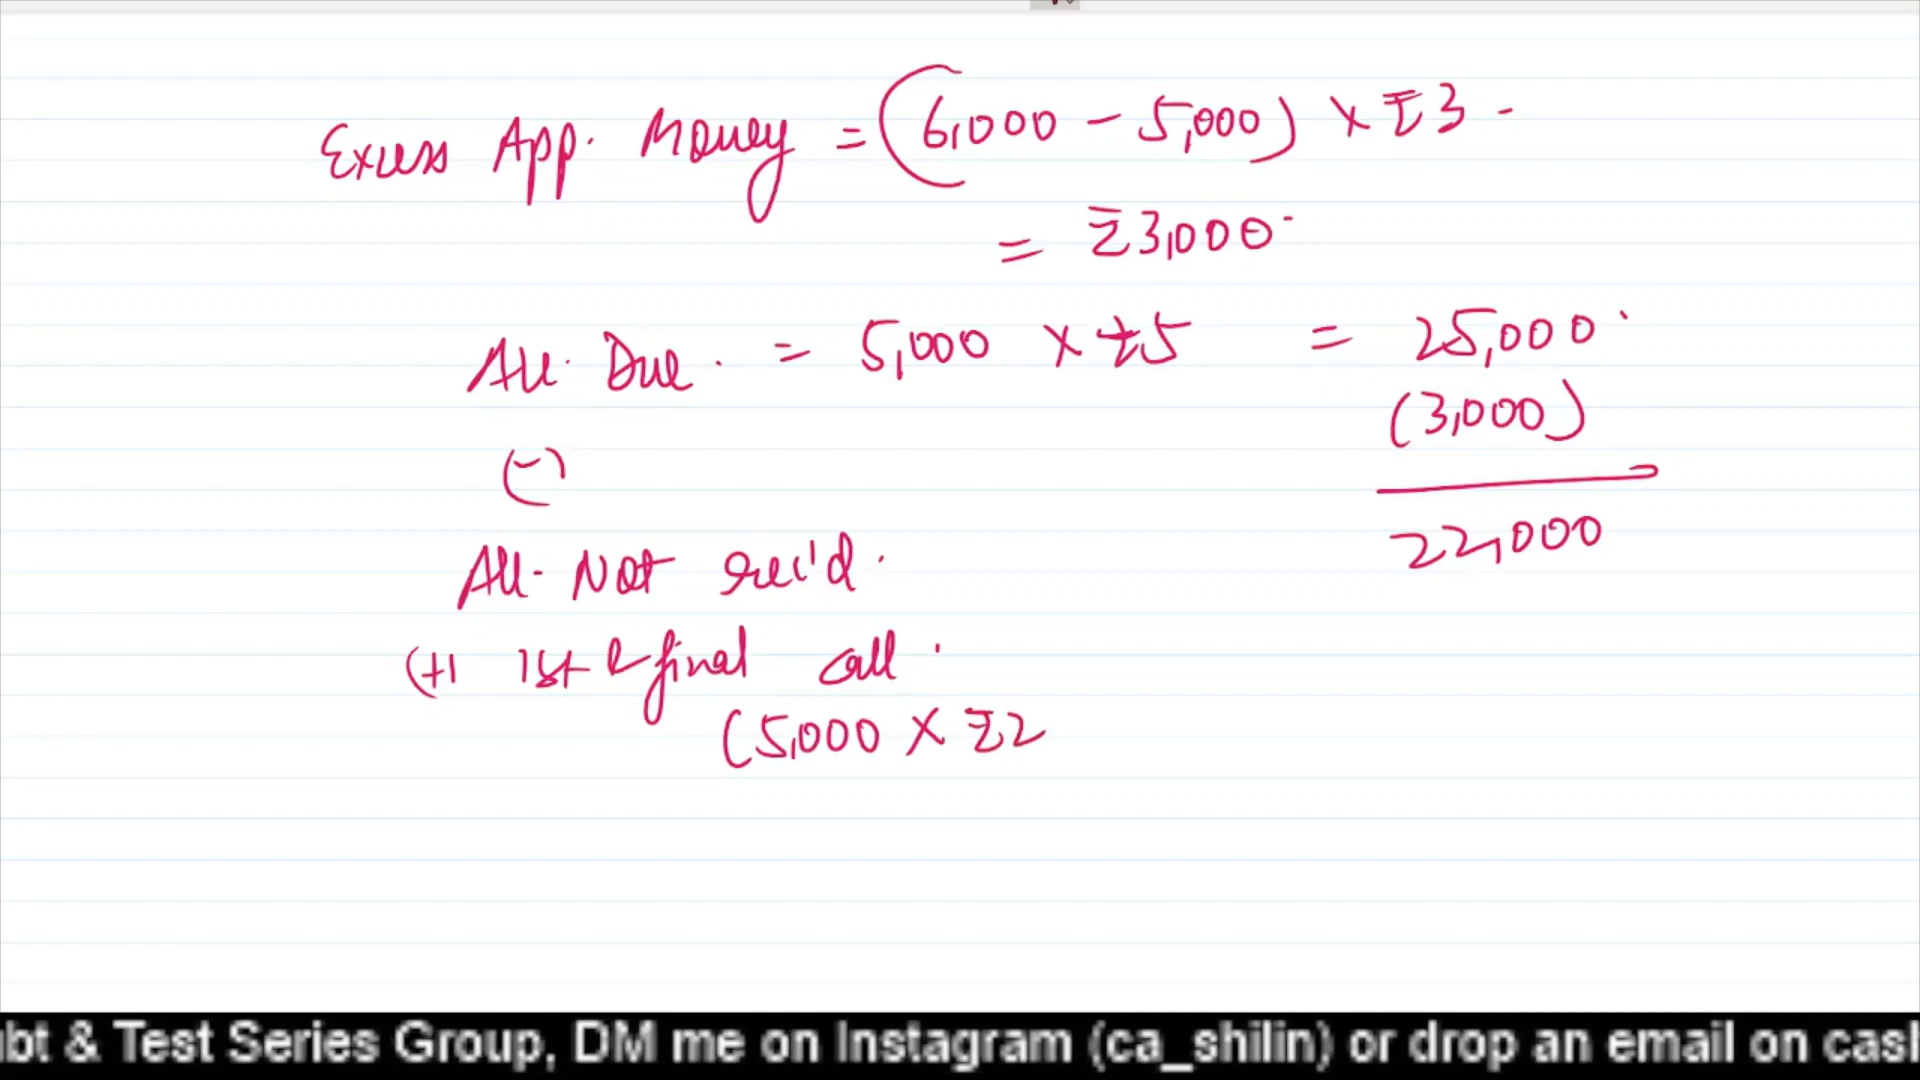 Excess App. Money = (6,000 - 5,000) × ₹3
= ₹3,000
All. Due. = 5,000 × ₹5 = 25,000
(-) (3,000)
All. Not rec'd. 22,000
(+) 1st & final call.
(5,000 × ₹2
bt & Test Series Group, DM me on Instagram (ca_shilin) or drop an email on cas